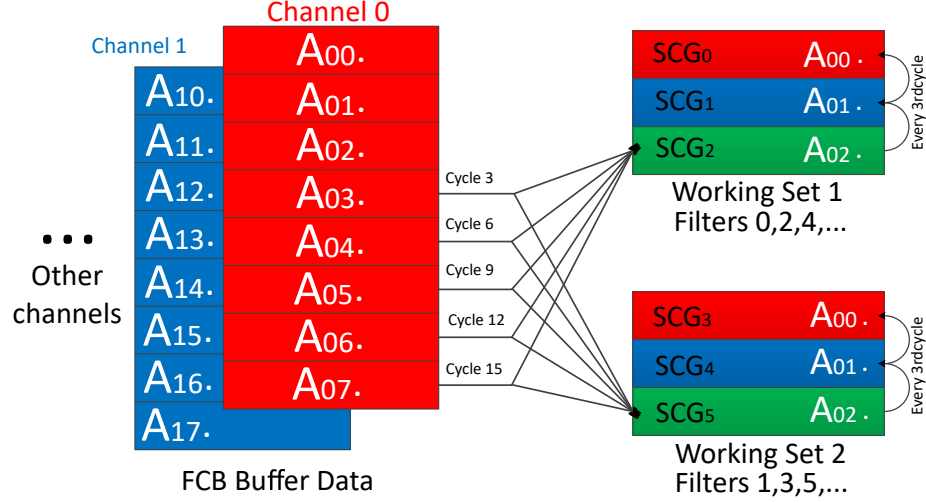 Channel 0
Channel 1
A00.
A01.
A02.
A03.
A04.
A05.
A06.
A07.
A10.
A11.
A12.
A13.
A14.
A15.
A16.
A17.
...
Other
channels
FCB Buffer Data
Cycle 3
Cycle 6
Cycle 9
Cycle 12
Cycle 15
SCG0 A00.
SCG1 A01.
SCG2 A02.
Every 3rdcycle
Working Set 1
Filters 0,2,4,...
SCG3 A00.
SCG4 A01.
SCG5 A02.
Every 3rdcycle
Working Set 2
Filters 1,3,5,...